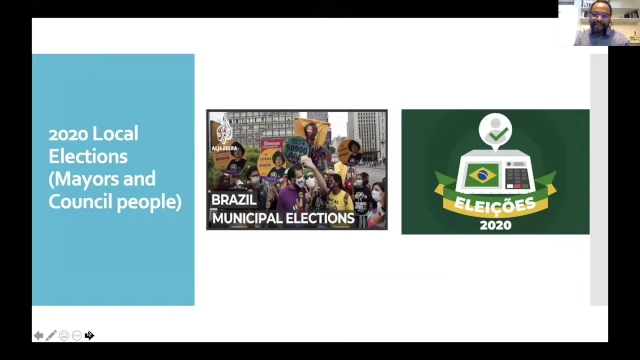 2020 Local
Elections
(Mayors and
Council people)
ALJAZEERA
BRAZIL
MUNICIPAL ELECTIONS
ELEIÇÕES
2020